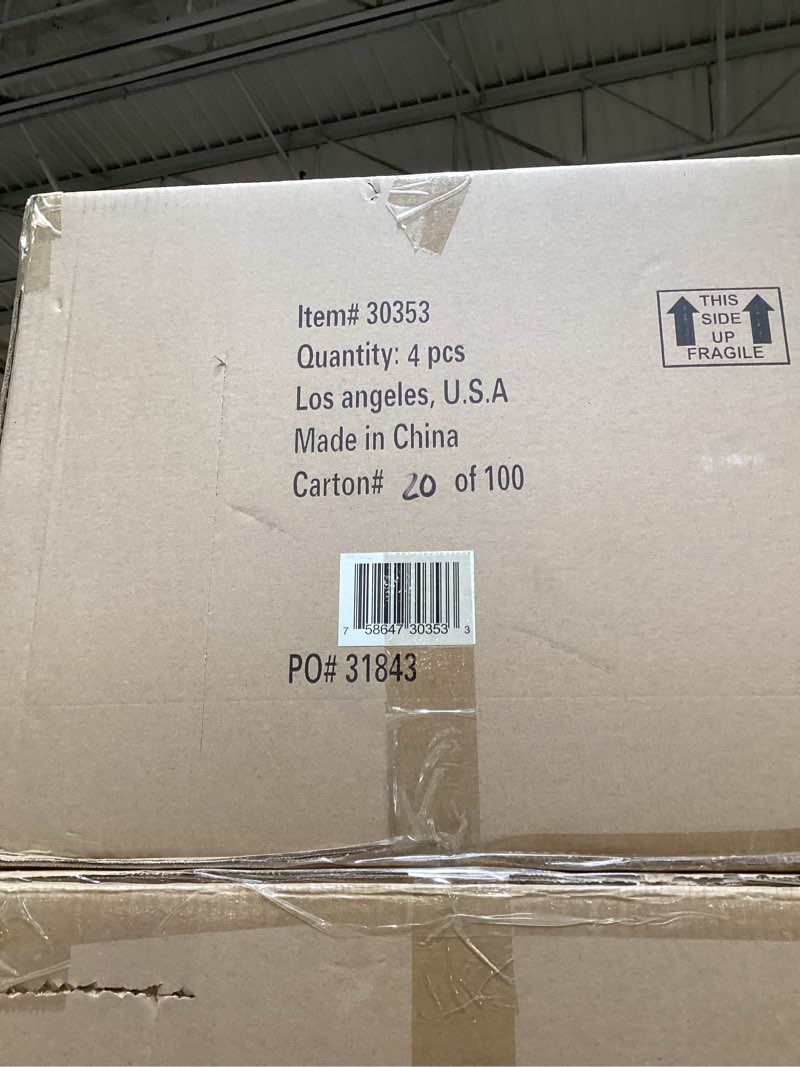 Item# 30353
Quantity: 4 pcs
Los angeles, U.S.A
Made in China
Carton# 20 of 100
THIS
SIDE
UP
FRAGILE
7 58647 30353 3
PO# 31843